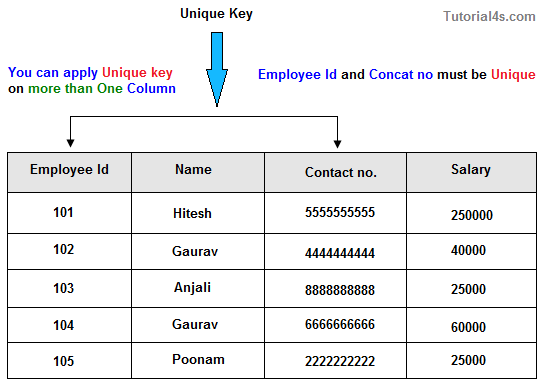 Unique Key
Tutorial4s.com
You can apply Unique key
on more than One Column
Employee Id and Concat no must be Unique
Employee Id Name Contact no. Salary
101 Hitesh 5555555555 250000
102 Gaurav 4444444444 40000
103 Anjali 8888888888 25000
104 Gaurav 6666666666 60000
105 Poonam 2222222222 25000